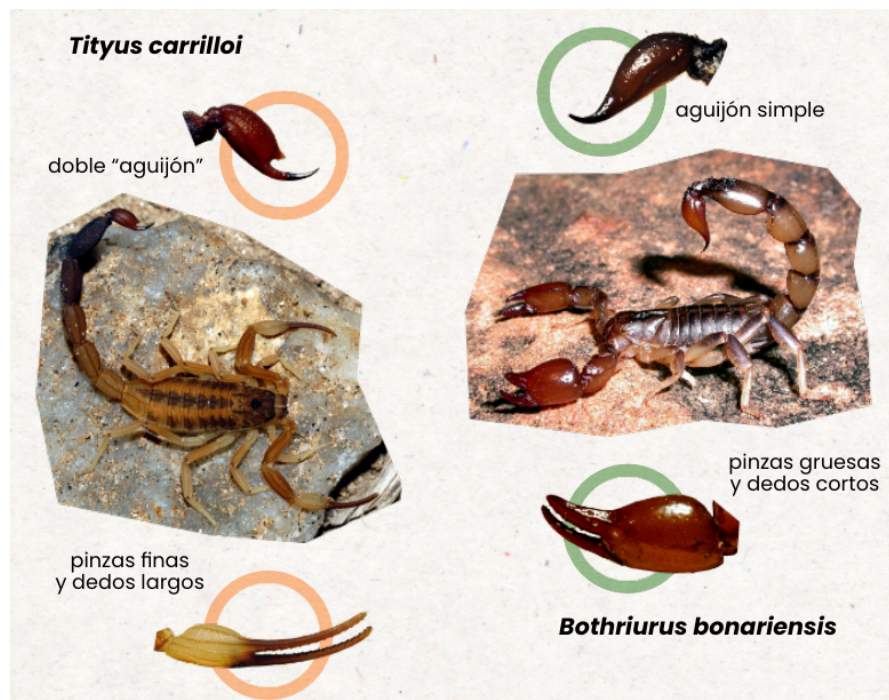 Tityus carrilloi
doble “aguijón”
pinzas finas
y dedos largos
aguijón simple
pinzas gruesas
y dedos cortos
Bothriurus bonariensis